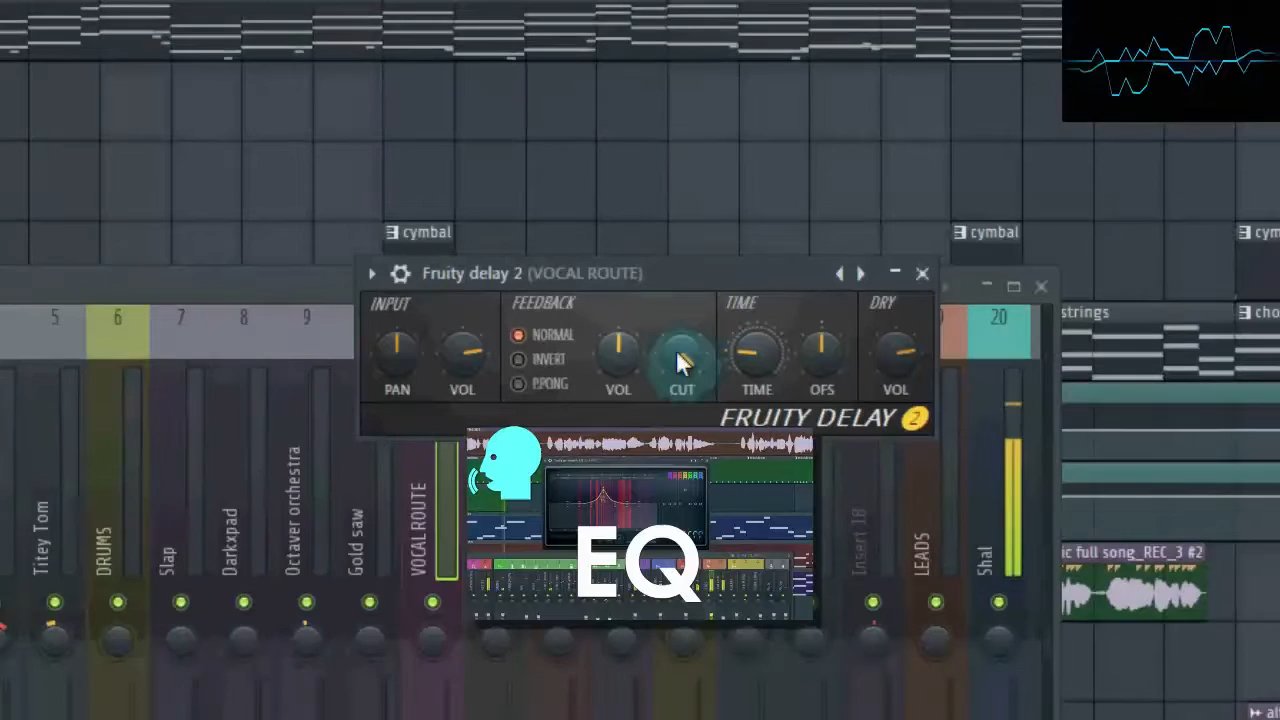 cymbal
cymbal
cym
Fruity delay 2 (VOCAL ROUTE)
INPUT
FEEDBACK
TIME
DRY
NORMAL
INVERT
P.PONG
PAN
VOL
VOL
CUT
TIME
OFS
VOL
FRUITY DELAY 2
5
6
7
8
9
20
strings
cho
Titey Tom
DRUMS
Slap
Darkxpad
Octaver orchestra
Gold saw
VOCAL ROUTE
Insert 18
LEADS
Shal
EQ
ic full song_REC_3 #2